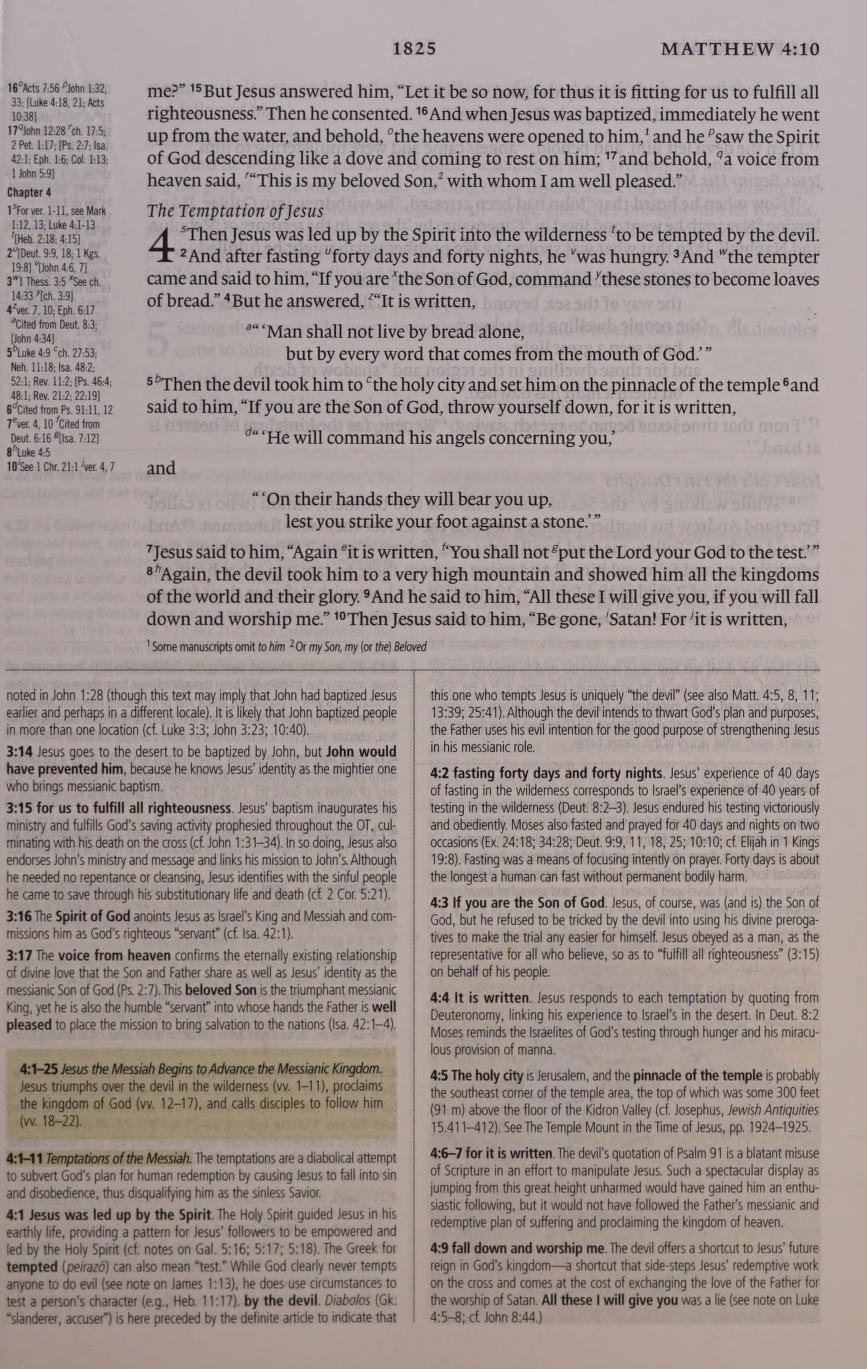 1825
MATTHEW 4:10
16 oActs 7:56 pJohn 1:32,
33; [Luke 4:18, 21; Acts
10:38]
17 qJohn 12:28 rch. 17:5;
2 Pet. 1:17; [Ps. 2:7; Isa.
42:1; Eph. 1:6; Col. 1:13;
1 John 5:9]
Chapter 4
1 sFor ver. 1-11, see Mark
1:12, 13; Luke 4:1-13
t[Heb. 2:18; 4:15]
2 u[Deut. 9:9, 18; 1 Kgs.
19:8] v[John 4:6, 7]
3 w1 Thess. 3:5 xSee ch.
14:33 y[ch. 3:9]
4 zver. 7, 10; Eph. 6:17
aCited from Deut. 8:3;
[John 4:34]
5 bLuke 4:9 cch. 27:53;
Neh. 11:18; Isa. 48:2;
52:1; Rev. 11:2; [Ps. 46:4;
48:1; Rev. 21:2; 22:19]
6 dCited from Ps. 91:11, 12
7 ever. 4, 10 fCited from
Deut. 6:16 g[Isa. 7:12]
8 hLuke 4:5
10 iSee 1 Chr. 21:1 jver. 4, 7
me?” 15 But Jesus answered him, “Let it be so now, for thus it is fitting for us to fulfill all
righteousness.” Then he consented. 16 And when Jesus was baptized, immediately he went
up from the water, and behold, othe heavens were opened to him,1 and he psaw the Spirit
of God descending like a dove and coming to rest on him; 17 and behold, qa voice from
heaven said, r“This is my beloved Son,2 with whom I am well pleased.”
The Temptation of Jesus
4 sThen Jesus was led up by the Spirit into the wilderness tto be tempted by the devil.
2 And after fasting uforty days and forty nights, he vwas hungry. 3 And wthe tempter
came and said to him, “If you are xthe Son of God, command ythese stones to become loaves
of bread.” 4 But he answered, z“It is written,
a“‘Man shall not live by bread alone,
but by every word that comes from the mouth of God.’”
5 bThen the devil took him to cthe holy city and set him on the pinnacle of the temple 6 and
said to him, “If you are the Son of God, throw yourself down, for it is written,
d“‘He will command his angels concerning you,’
and
“‘On their hands they will bear you up,
lest you strike your foot against a stone.’”
7 Jesus said to him, “Again eit is written, f‘You shall not gput the Lord your God to the test.’”
8 hAgain, the devil took him to a very high mountain and showed him all the kingdoms
of the world and their glory. 9 And he said to him, “All these I will give you, if you will fall
down and worship me.” 10 Then Jesus said to him, “Be gone, iSatan! For jit is written,
1 Some manuscripts omit to him 2 Or my Son, my (or the) Beloved
noted in John 1:28 (though this text may imply that John had baptized Jesus
earlier and perhaps in a different locale). It is likely that John baptized people
in more than one location (cf. Luke 3:3; John 3:23; 10:40).
3:14 Jesus goes to the desert to be baptized by John, but John would
have prevented him, because he knows Jesus' identity as the mightier one
who brings messianic baptism.
3:15 for us to fulfill all righteousness. Jesus' baptism inaugurates his
ministry and fulfills God's saving activity prophesied throughout the OT, cul-
minating with his death on the cross (cf. John 1:31–34). In so doing, Jesus also
endorses John's ministry and message and links his mission to John's. Although
he needed no repentance or cleansing, Jesus identifies with the sinful people
he came to save through his substitutionary life and death (cf. 2 Cor. 5:21).
3:16 The Spirit of God anoints Jesus as Israel's King and Messiah and com-
missions him as God's righteous “servant” (cf. Isa. 42:1).
3:17 The voice from heaven confirms the eternally existing relationship
of divine love that the Son and Father share as well as Jesus' identity as the
messianic Son of God (Ps. 2:7). This beloved Son is the triumphant messianic
King, yet he is also the humble “servant” into whose hands the Father is well
pleased to place the mission to bring salvation to the nations (Isa. 42:1–4).
4:1–25 Jesus the Messiah Begins to Advance the Messianic Kingdom.
Jesus triumphs over the devil in the wilderness (vv. 1–11), proclaims
the kingdom of God (vv. 12–17), and calls disciples to follow him
(vv. 18–22).
4:1–11 Temptations of the Messiah. The temptations are a diabolical attempt
to subvert God's plan for human redemption by causing Jesus to fall into sin
and disobedience, thus disqualifying him as the sinless Savior.
4:1 Jesus was led up by the Spirit. The Holy Spirit guided Jesus in his
earthly life, providing a pattern for Jesus' followers to be empowered and
led by the Holy Spirit (cf. notes on Gal. 5:16; 5:17; 5:18). The Greek for
tempted (peirazō) can also mean “test.” While God clearly never tempts
anyone to do evil (see note on James 1:13), he does use circumstances to
test a person's character (e.g., Heb. 11:17). by the devil. Diabolos (Gk.
“slanderer, accuser”) is here preceded by the definite article to indicate that
this one who tempts Jesus is uniquely “the devil” (see also Matt. 4:5, 8, 11;
13:39; 25:41). Although the devil intends to thwart God's plan and purposes,
the Father uses his evil intention for the good purpose of strengthening Jesus
in his messianic role.
4:2 fasting forty days and forty nights. Jesus' experience of 40 days
of fasting in the wilderness corresponds to Israel's experience of 40 years of
testing in the wilderness (Deut. 8:2–3). Jesus endured his testing victoriously
and obediently. Moses also fasted and prayed for 40 days and nights on two
occasions (Ex. 24:18; 34:28; Deut. 9:9, 11, 18, 25; 10:10; cf. Elijah in 1 Kings
19:8). Fasting was a means of focusing intently on prayer. Forty days is about
the longest a human can fast without permanent bodily harm.
4:3 If you are the Son of God. Jesus, of course, was (and is) the Son of
God, but he refused to be tricked by the devil into using his divine preroga-
tives to make the trial any easier for himself. Jesus obeyed as a man, as the
representative for all who believe, so as to “fulfill all righteousness” (3:15)
on behalf of his people.
4:4 It is written. Jesus responds to each temptation by quoting from
Deuteronomy, linking his experience to Israel's in the desert. In Deut. 8:2
Moses reminds the Israelites of God's testing through hunger and his miracu-
lous provision of manna.
4:5 The holy city is Jerusalem, and the pinnacle of the temple is probably
the southeast corner of the temple area, the top of which was some 300 feet
(91 m) above the floor of the Kidron Valley (cf. Josephus, Jewish Antiquities
15.411–412). See The Temple Mount in the Time of Jesus, pp. 1924–1925.
4:6–7 for it is written. The devil's quotation of Psalm 91 is a blatant misuse
of Scripture in an effort to manipulate Jesus. Such a spectacular display as
jumping from this great height unharmed would have gained him an enthu-
siastic following, but it would not have followed the Father's messianic and
redemptive plan of suffering and proclaiming the kingdom of heaven.
4:9 fall down and worship me. The devil offers a shortcut to Jesus' future
reign in God's kingdom—a shortcut that side-steps Jesus' redemptive work
on the cross and comes at the cost of exchanging the love of the Father for
the worship of Satan. All these I will give you was a lie (see note on Luke
4:5–8; cf. John 8:44.)